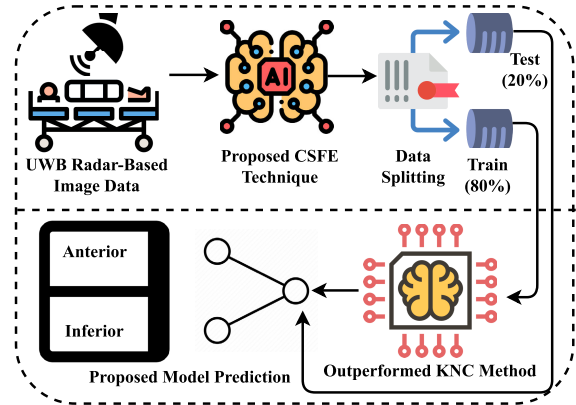 AI
UWB Radar-Based
Image Data
Proposed CSFE
Technique
Data
Splitting
Test
(20%)
Train
(80%)
Anterior
Inferior
Proposed Model Prediction
Outperformed KNC Method